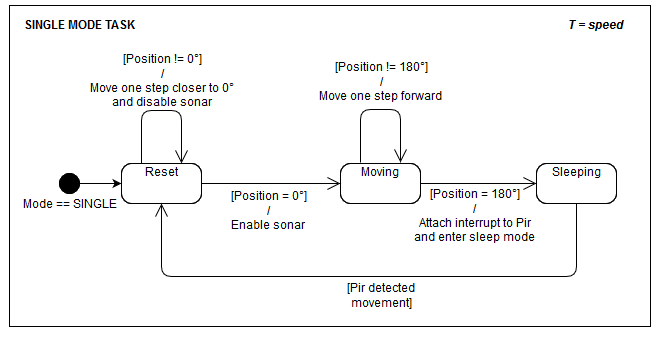 SINGLE MODE TASK
T = speed
[Position != 0°]
/
Move one step closer to 0°
and disable sonar
[Position != 180°]
/
Move one step forward
Reset
Moving
Sleeping
Mode == SINGLE
[Position = 0°]
/
Enable sonar
[Position = 180°]
/
Attach interrupt to Pir
and enter sleep mode
[Pir detected
movement]